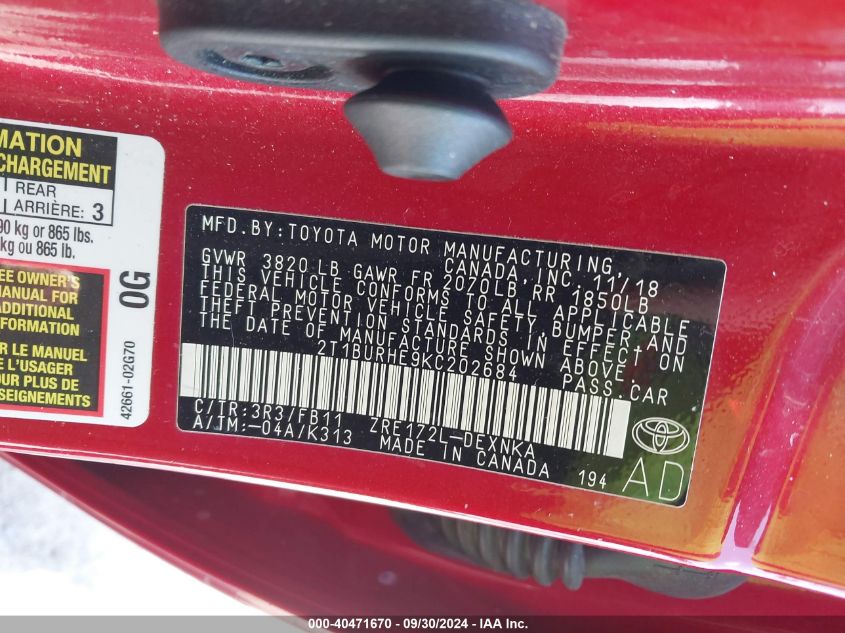 MATION
CHARGEMENT
REAR
ARRIÈRE: 3
90 kg or 865 lbs.
kg ou 865 lb.
EE OWNER'S
MANUAL FOR
ADDITIONAL
FORMATION
OIR LE MANUEL
E L'USAGER
OUR PLUS DE
NSEIGNEMENTS
0G
42661-02G70
MFD.BY:TOYOTA MOTOR MANUFACTURING,
CANADA, INC. 11/18
GVWR 3820 LB GAWR FR 2070LB RR 1850LB
THIS VEHICLE CONFORMS TO ALL APPLICABLE
FEDERAL MOTOR VEHICLE SAFETY, BUMPER AND
THEFT PREVENTION STANDARDS IN EFFECT ON
THE DATE OF MANUFACTURE SHOWN ABOVE.
2T1BURHE9KC202684 PASS.CAR
C/TR:3R3/FB11 ZRE172L-DEXNKA
A/TM:-04A/K313 MADE IN CANADA 194
AD
000-40471670 - 09/30/2024 - IAA Inc.